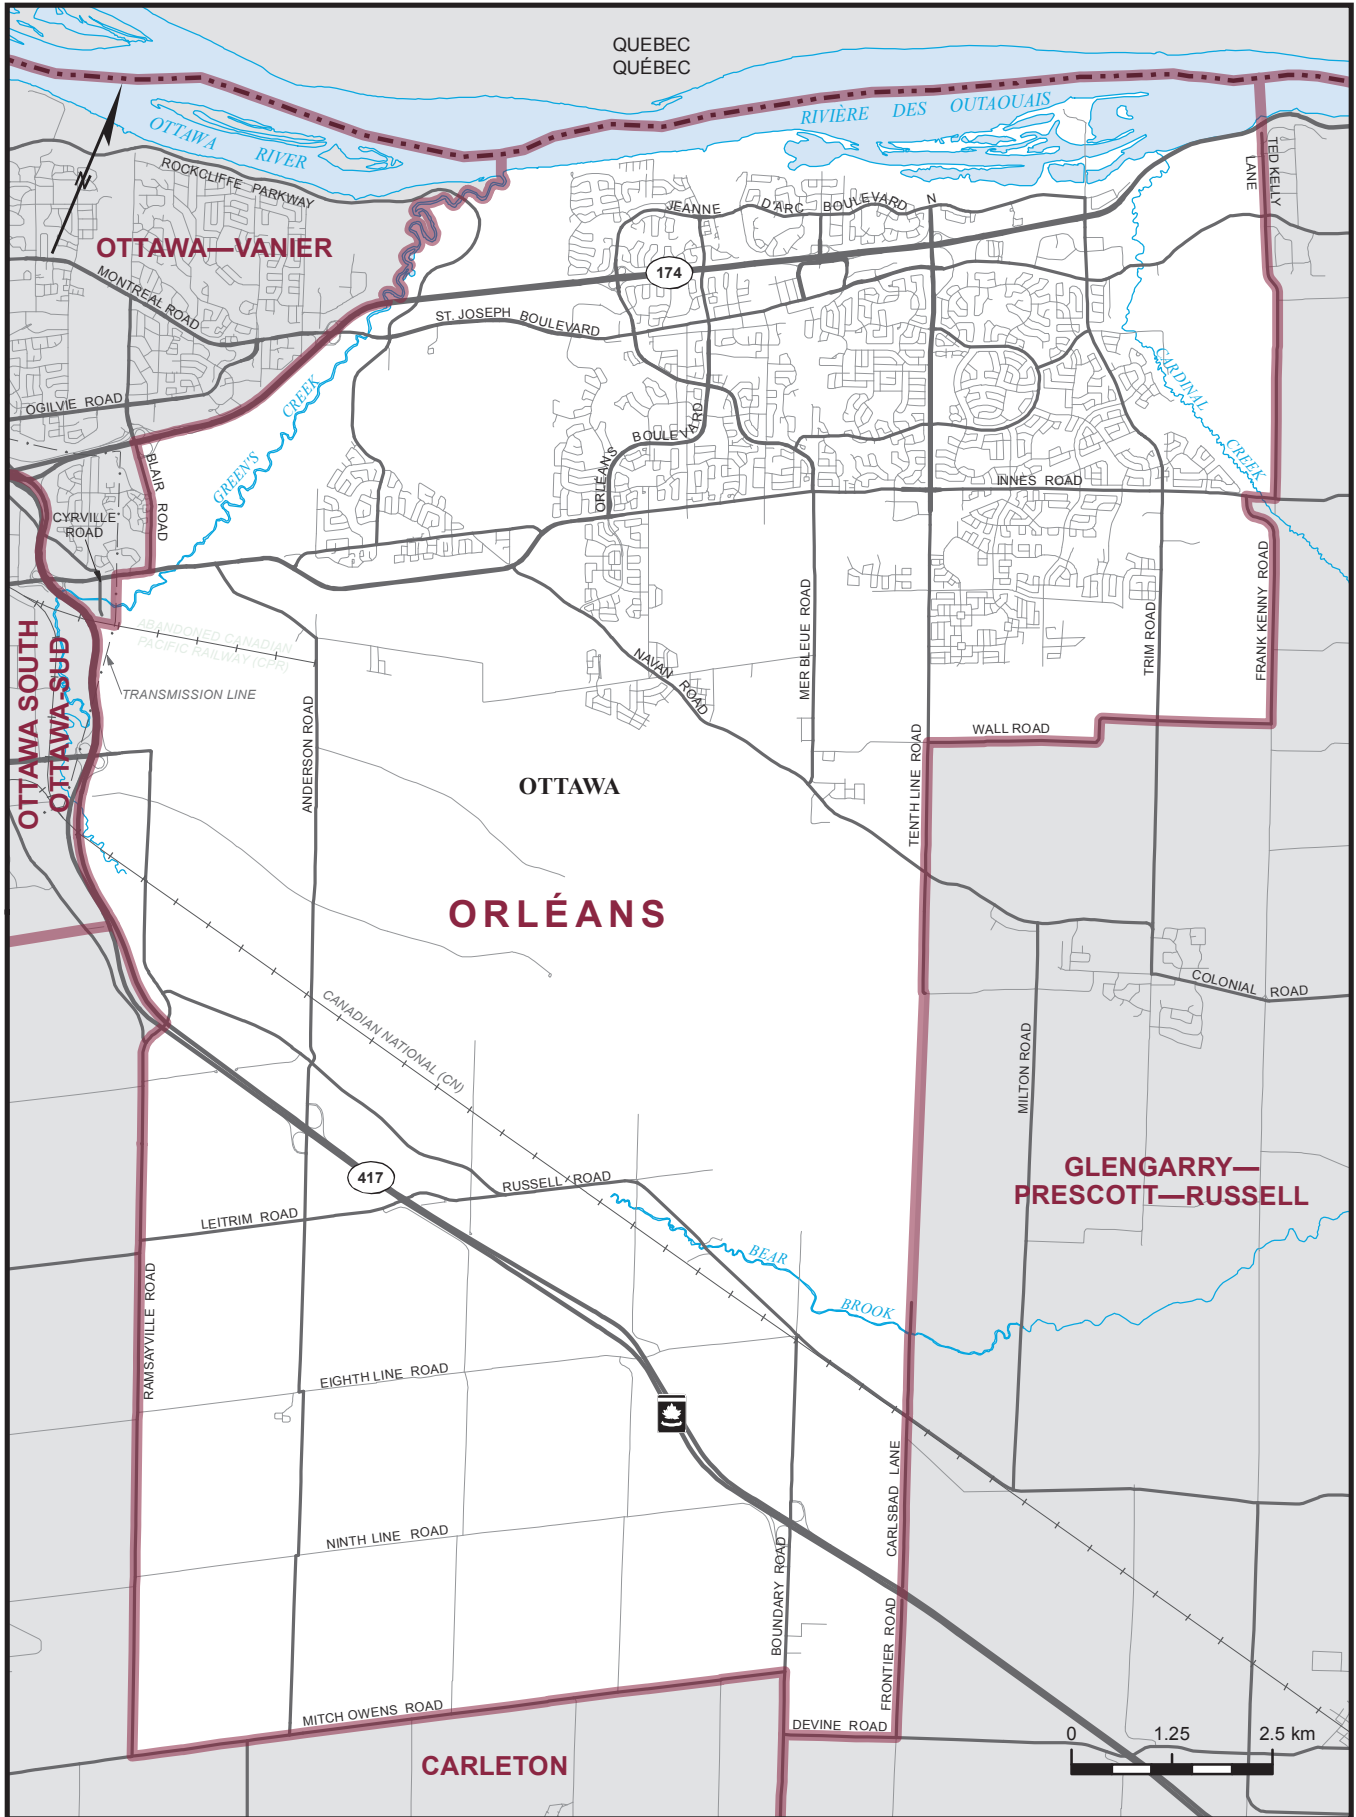 QUEBEC
QUÉBEC
RIVIÈRE DES OUTAOUAIS
OTTAWA RIVER
N
ROCKCLIFFE PARKWAY
TED KELLY
LANE
JEANNE D'ARC BOULEVARD N
OTTAWA—VANIER
174
MONTREAL ROAD
ST. JOSEPH BOULEVARD
CARDINAL
CREEK
GREEN'S CREEK
OGILVIE ROAD
ORLÉANS BOULEVARD
BLAIR ROAD
INNES ROAD
CYRVILLE
ROAD
FRANK KENNY ROAD
MER BLEUE ROAD
TRIM ROAD
ABANDONED CANADIAN
PACIFIC RAILWAY (CPR)
NAVAN ROAD
TRANSMISSION LINE
OTTAWA SOUTH
OTTAWA-SUD
ANDERSON ROAD
TENTH LINE ROAD
WALL ROAD
OTTAWA
ORLÉANS
COLONIAL ROAD
CANADIAN NATIONAL (CN)
MILTON ROAD
417
RUSSELL ROAD
GLENGARRY—
PRESCOTT—RUSSELL
LEITRIM ROAD
BEAR
BROOK
RAMSAYVILLE ROAD
EIGHTH LINE ROAD
CARLSBAD LANE
NINTH LINE ROAD
BOUNDARY ROAD
FRONTIER ROAD
MITCH OWENS ROAD
DEVINE ROAD
CARLETON
0 1.25 2.5 km